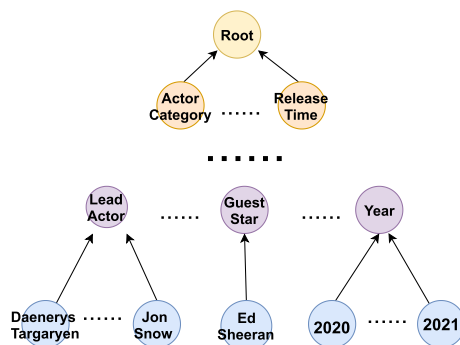 Root
Actor
Category
......
Release
Time
......
Lead
Actor
......
Guest
Star
......
Year
Daenerys
Targaryen
......
Jon
Snow
Ed
Sheeran
2020
......
2021